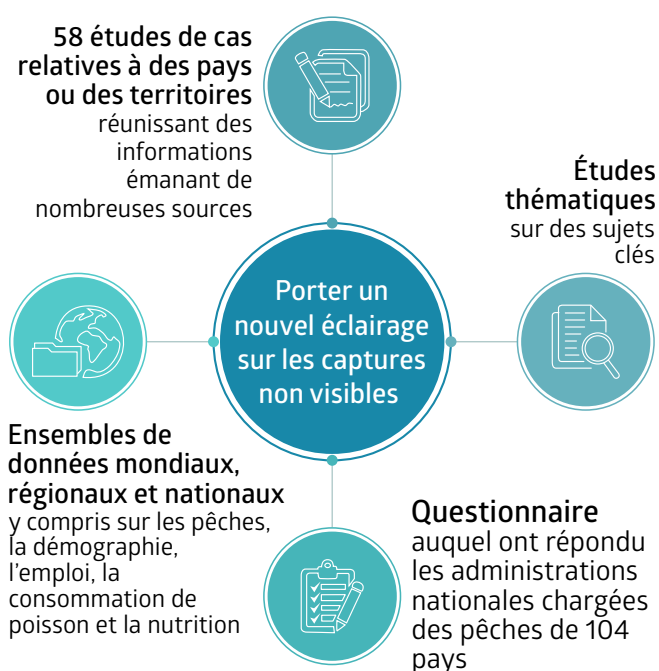 58 études de cas
relatives à des pays
ou des territoires
réunissant des
informations
émanant de
nombreuses sources
Études
thématiques
sur des sujets
clés
Porter un
nouvel éclairage
sur les captures
non visibles
Ensembles de
données mondiaux,
régionaux et nationaux
y compris sur les pêches,
la démographie,
l'emploi, la
consommation de
poisson et la nutrition
Questionnaire
auquel ont répondu
les administrations
nationales chargées
des pêches de 104
pays